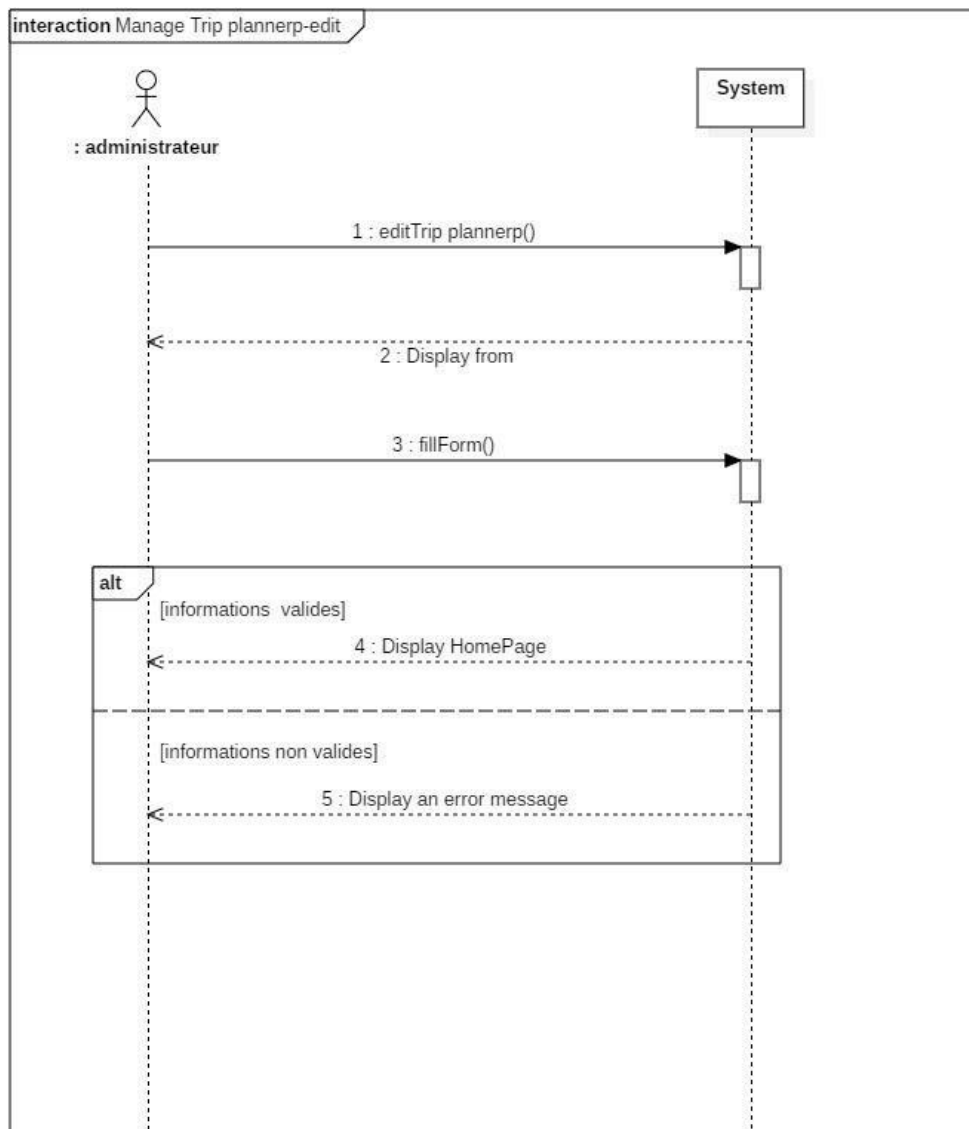 interaction Manage Trip plannerp-edit
System
: administrateur
1 : editTrip plannerp()
2 : Display from
3 : fillForm()
alt
[informations  valides]
4 : Display HomePage
[informations non valides]
5 : Display an error message